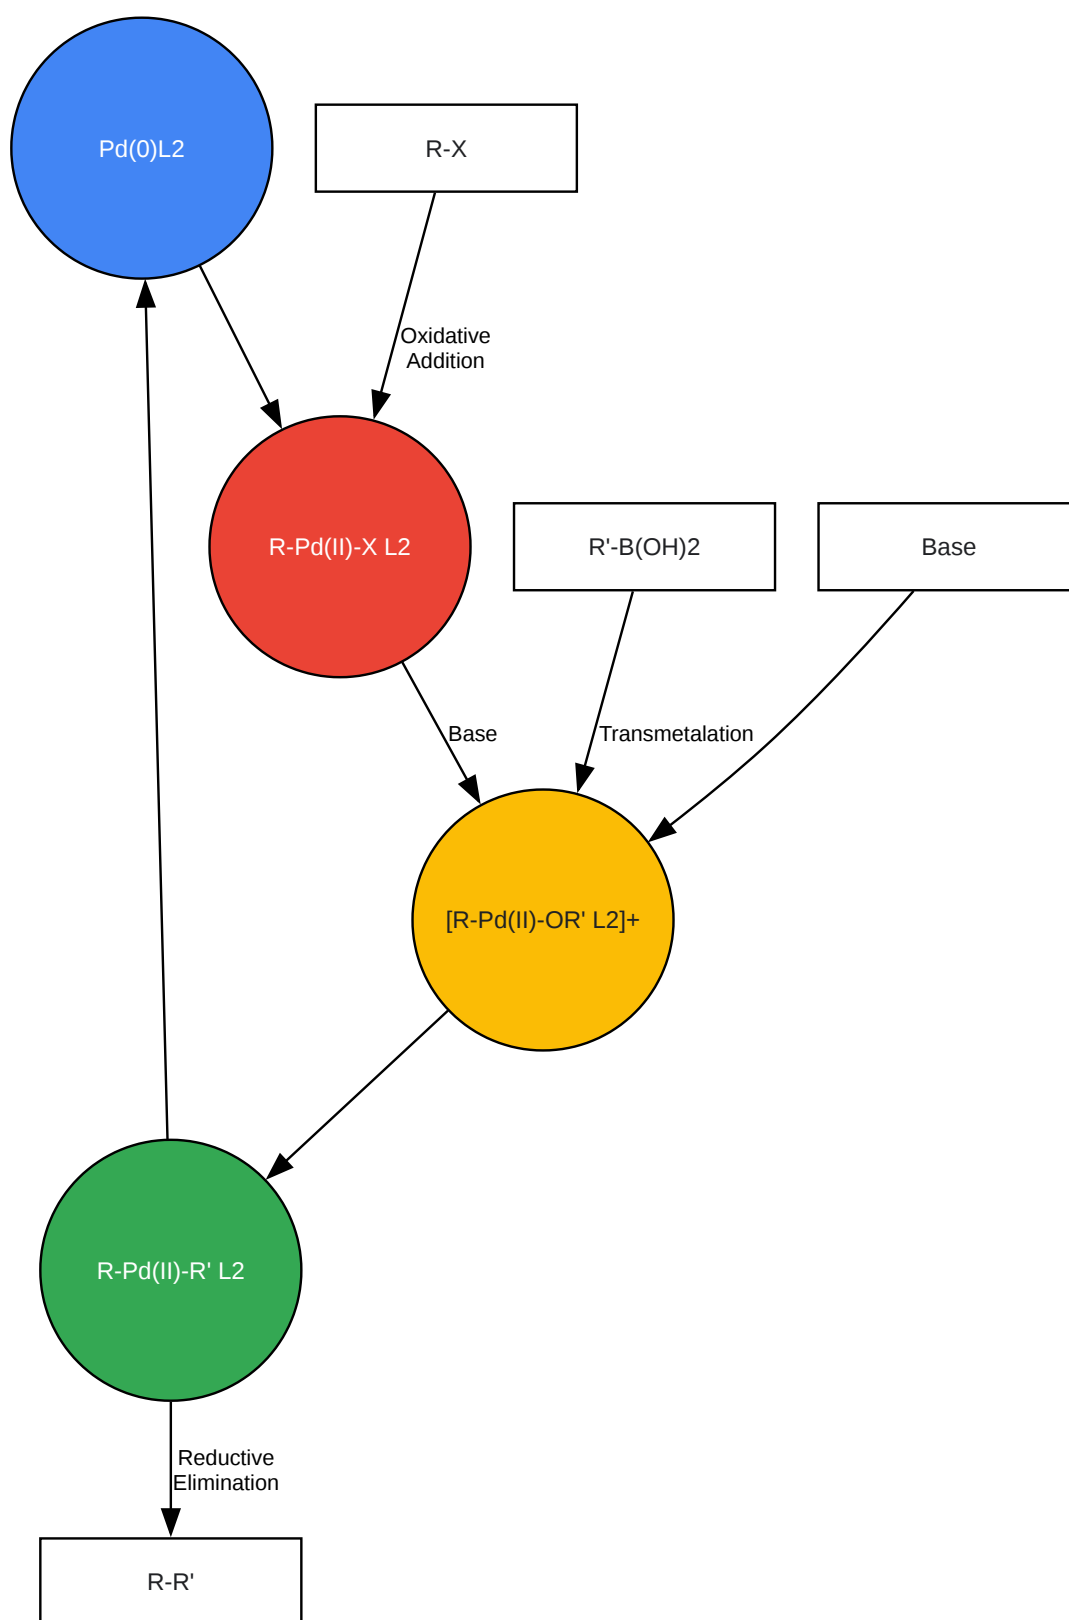 Pd(0)L2
R-X
Oxidative
Addition
R-Pd(II)-X L2
R'-B(OH)2
Base
Base
Transmetalation
[R-Pd(II)-OR' L2]+
R-Pd(II)-R' L2
Reductive
Elimination
R-R'